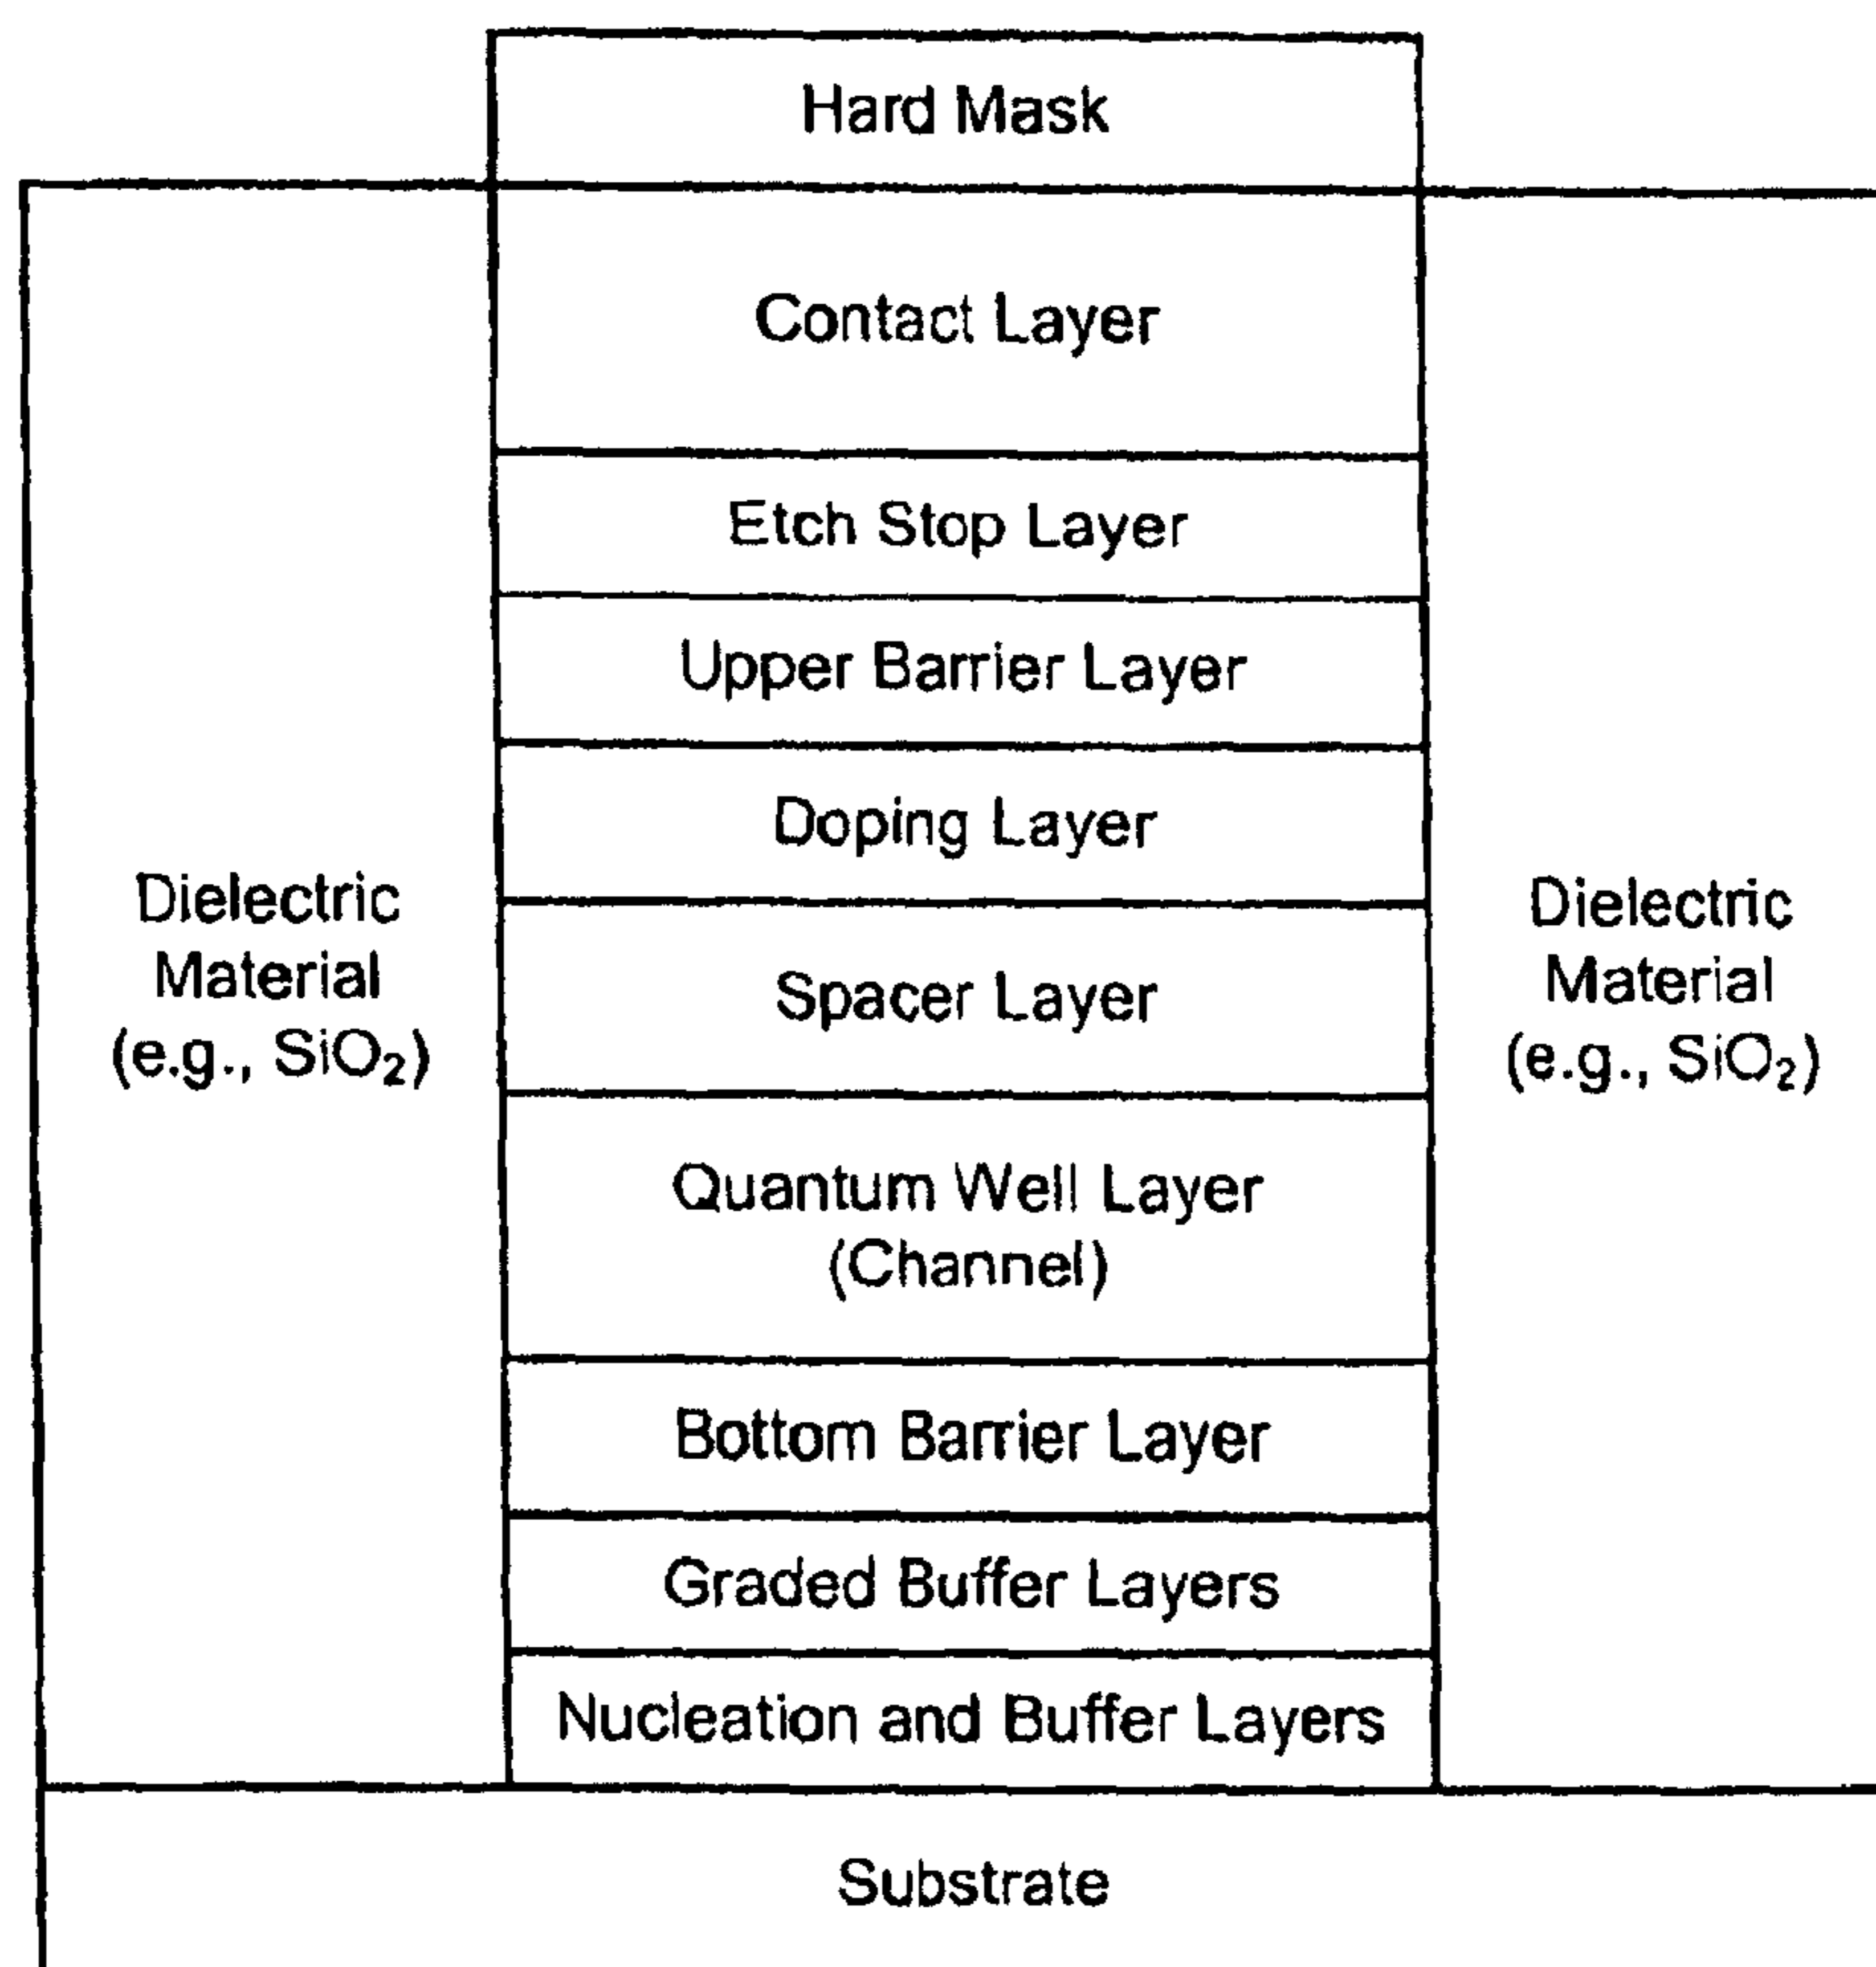 Hard Mask
Contact Layer
Etch Stop Layer
Upper Barrier Layer
Doping Layer
Dielectric
Material
(e.g., SiO₂)
Spacer Layer
Dielectric
Material
(e.g., SiO₂)
Quantum Well Layer
(Channel)
Bottom Barrier Layer
Graded Buffer Layers
Nucleation and Buffer Layers
Substrate